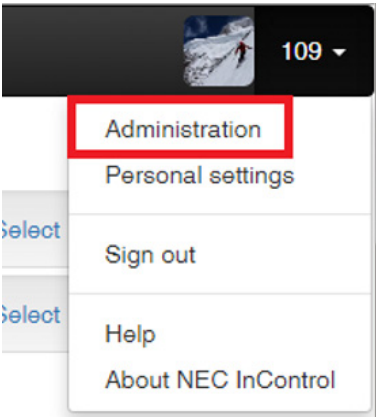 109
Administration
Personal settings
Select
Sign out
Select
Help
About NEC InControl